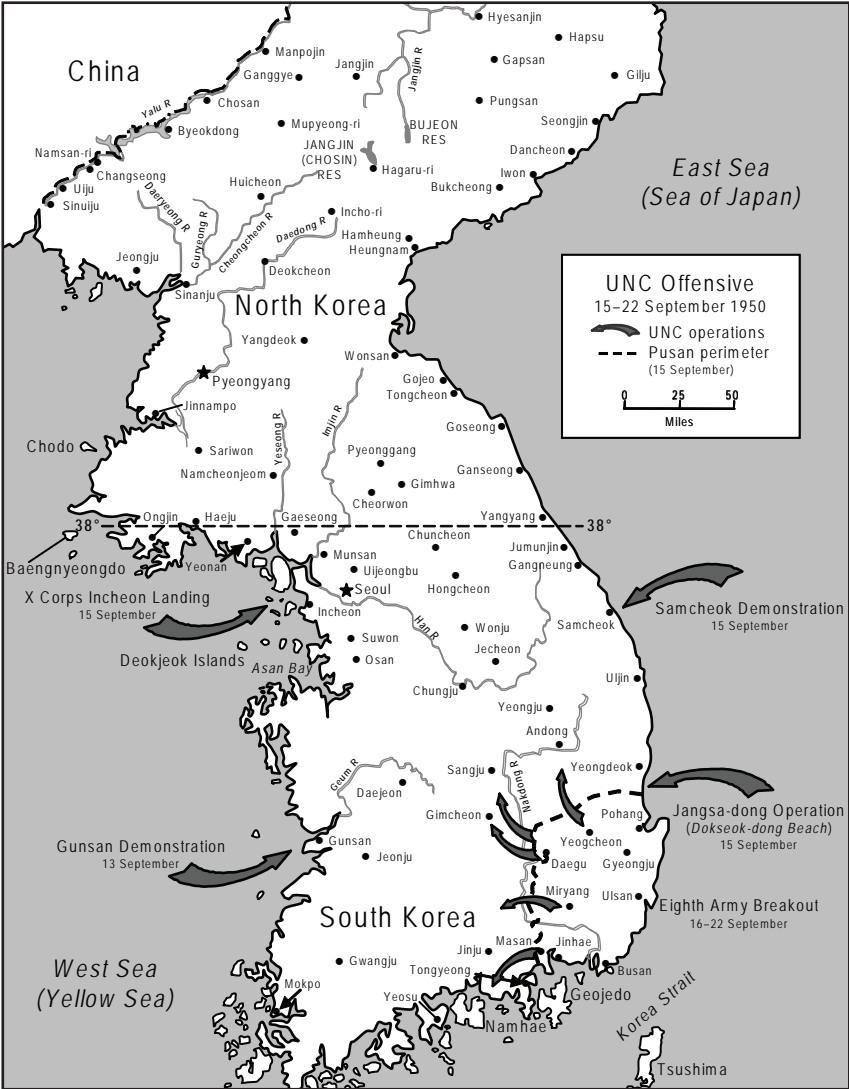 Hyesanjin
Hapsu
Manpojin
China
Ganggye
Jangjin
Jangjin R
Gapsan
Gilju
Yalu R
Chosan
Pungsan
Byeokdong
Mupyeong-ri
BUJEON
RES
Seongjin
JANGJIN
(CHOSIN)
RES
Namsan-ri
Dancheon
Changseong
Hagaru-ri
Iwon
East Sea
(Sea of Japan)
Uiju
Huicheon
Bukcheong
Sinuiju
Daeryeong R
Guryeong R
Cheongcheon R
Incho-ri
Daedong R
Hamheung
Heungnam
Jeongju
Deokcheon
Sinanju
North Korea
UNC Offensive
15–22 September 1950
UNC operations
Pusan perimeter
(15 September)
0 25 50
Miles
Yangdeok
Wonsan
Pyeongyang
Gojeo
Tongcheon
Jinnampo
Imjin R
Yeseong R
Goseong
Chodo
Sariwon
Pyeonggang
Namcheonjeom
Gimhwa
Ganseong
Cheorwon
Ongjin
Haeju
Gaeseong
Yangyang
38°
38°
Chuncheon
Jumunjin
Baengnyeongdo
Yeonan
Munsan
Uijeongbu
Gangneung
Seoul
Hongcheon
X Corps Incheon Landing
15 September
Incheon
Samcheok Demonstration
15 September
Samcheok
Han R
Wonju
Suwon
Deokjeok Islands
Asan Bay
Osan
Jecheon
Chungju
Uljin
Yeongju
Andong
Geum R
Sangju
Nakdong R
Yeongdeok
Daejeon
Gimcheon
Pohang
Jangsa-dong Operation
(Dokseok-dong Beach)
15 September
Gunsan Demonstration
13 September
Gunsan
Yeogcheon
Jeonju
Daegu
Gyeongju
Miryang
Ulsan
Eighth Army Breakout
16–22 September
South Korea
Masan
Jinhae
Jinju
Gwangju
Tongyeong
Busan
West Sea
(Yellow Sea)
Mokpo
Yeosu
Geojedo
Namhae
Korea Strait
Tsushima